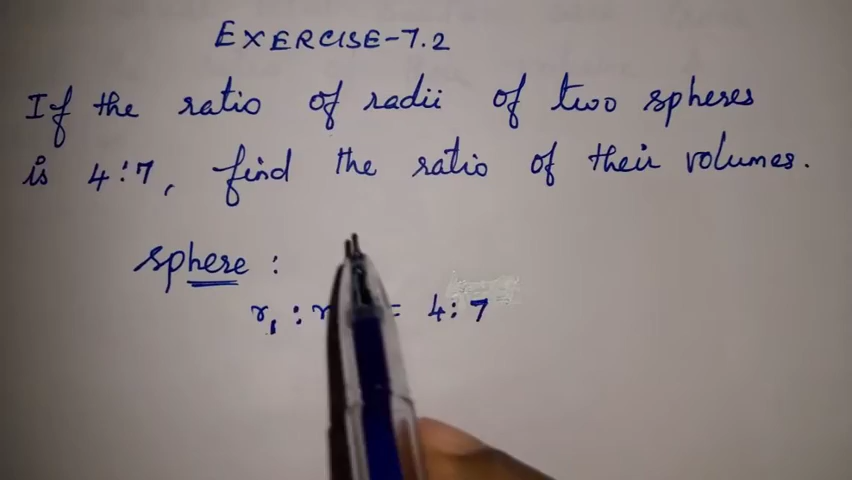 EXERCISE-7.2
If the ratio of radii of two spheres
is 4:7, find the ratio of their volumes.
sphere :
r₁ : = 4:7